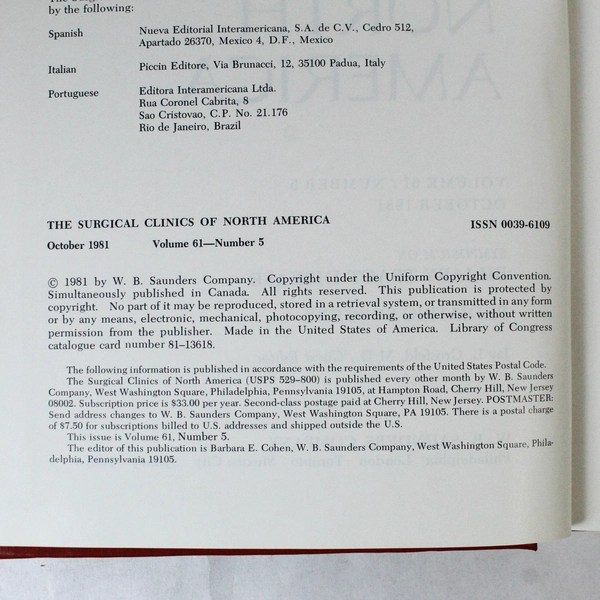 by the following:
Spanish Nueva Editorial Interamericana, S.A. de C.V., Cedro 512,
Apartado 26370, Mexico 4, D.F., Mexico
Italian Piccin Editore, Via Brunacci, 12, 35100 Padua, Italy
Portuguese Editora Interamericana Ltda.
Rua Coronel Cabrita, 8
Sao Cristovao, C.P. No. 21.176
Rio de Janeiro, Brazil
THE SURGICAL CLINICS OF NORTH AMERICA ISSN 0039-6109
October 1981 Volume 61—Number 5
© 1981 by W. B. Saunders Company. Copyright under the Uniform Copyright Convention.
Simultaneously published in Canada. All rights reserved. This publication is protected by
copyright. No part of it may be reproduced, stored in a retrieval system, or transmitted in any form
or by any means, electronic, mechanical, photocopying, recording, or otherwise, without written
permission from the publisher. Made in the United States of America. Library of Congress
catalogue card number 81–13618.
The following information is published in accordance with the requirements of the United States Postal Code.
The Surgical Clinics of North America (USPS 529–800) is published every other month by W. B. Saunders
Company, West Washington Square, Philadelphia, Pennsylvania 19105, at Hampton Road, Cherry Hill, New Jersey
08002. Subscription price is $33.00 per year. Second-class postage paid at Cherry Hill, New Jersey. POSTMASTER:
Send address changes to W. B. Saunders Company, West Washington Square, PA 19105. There is a postal charge
of $7.50 for subscriptions billed to U.S. addresses and shipped outside the U.S.
This issue is Volume 61, Number 5.
The editor of this publication is Barbara E. Cohen, W. B. Saunders Company, West Washington Square, Phila-
delphia, Pennsylvania 19105.